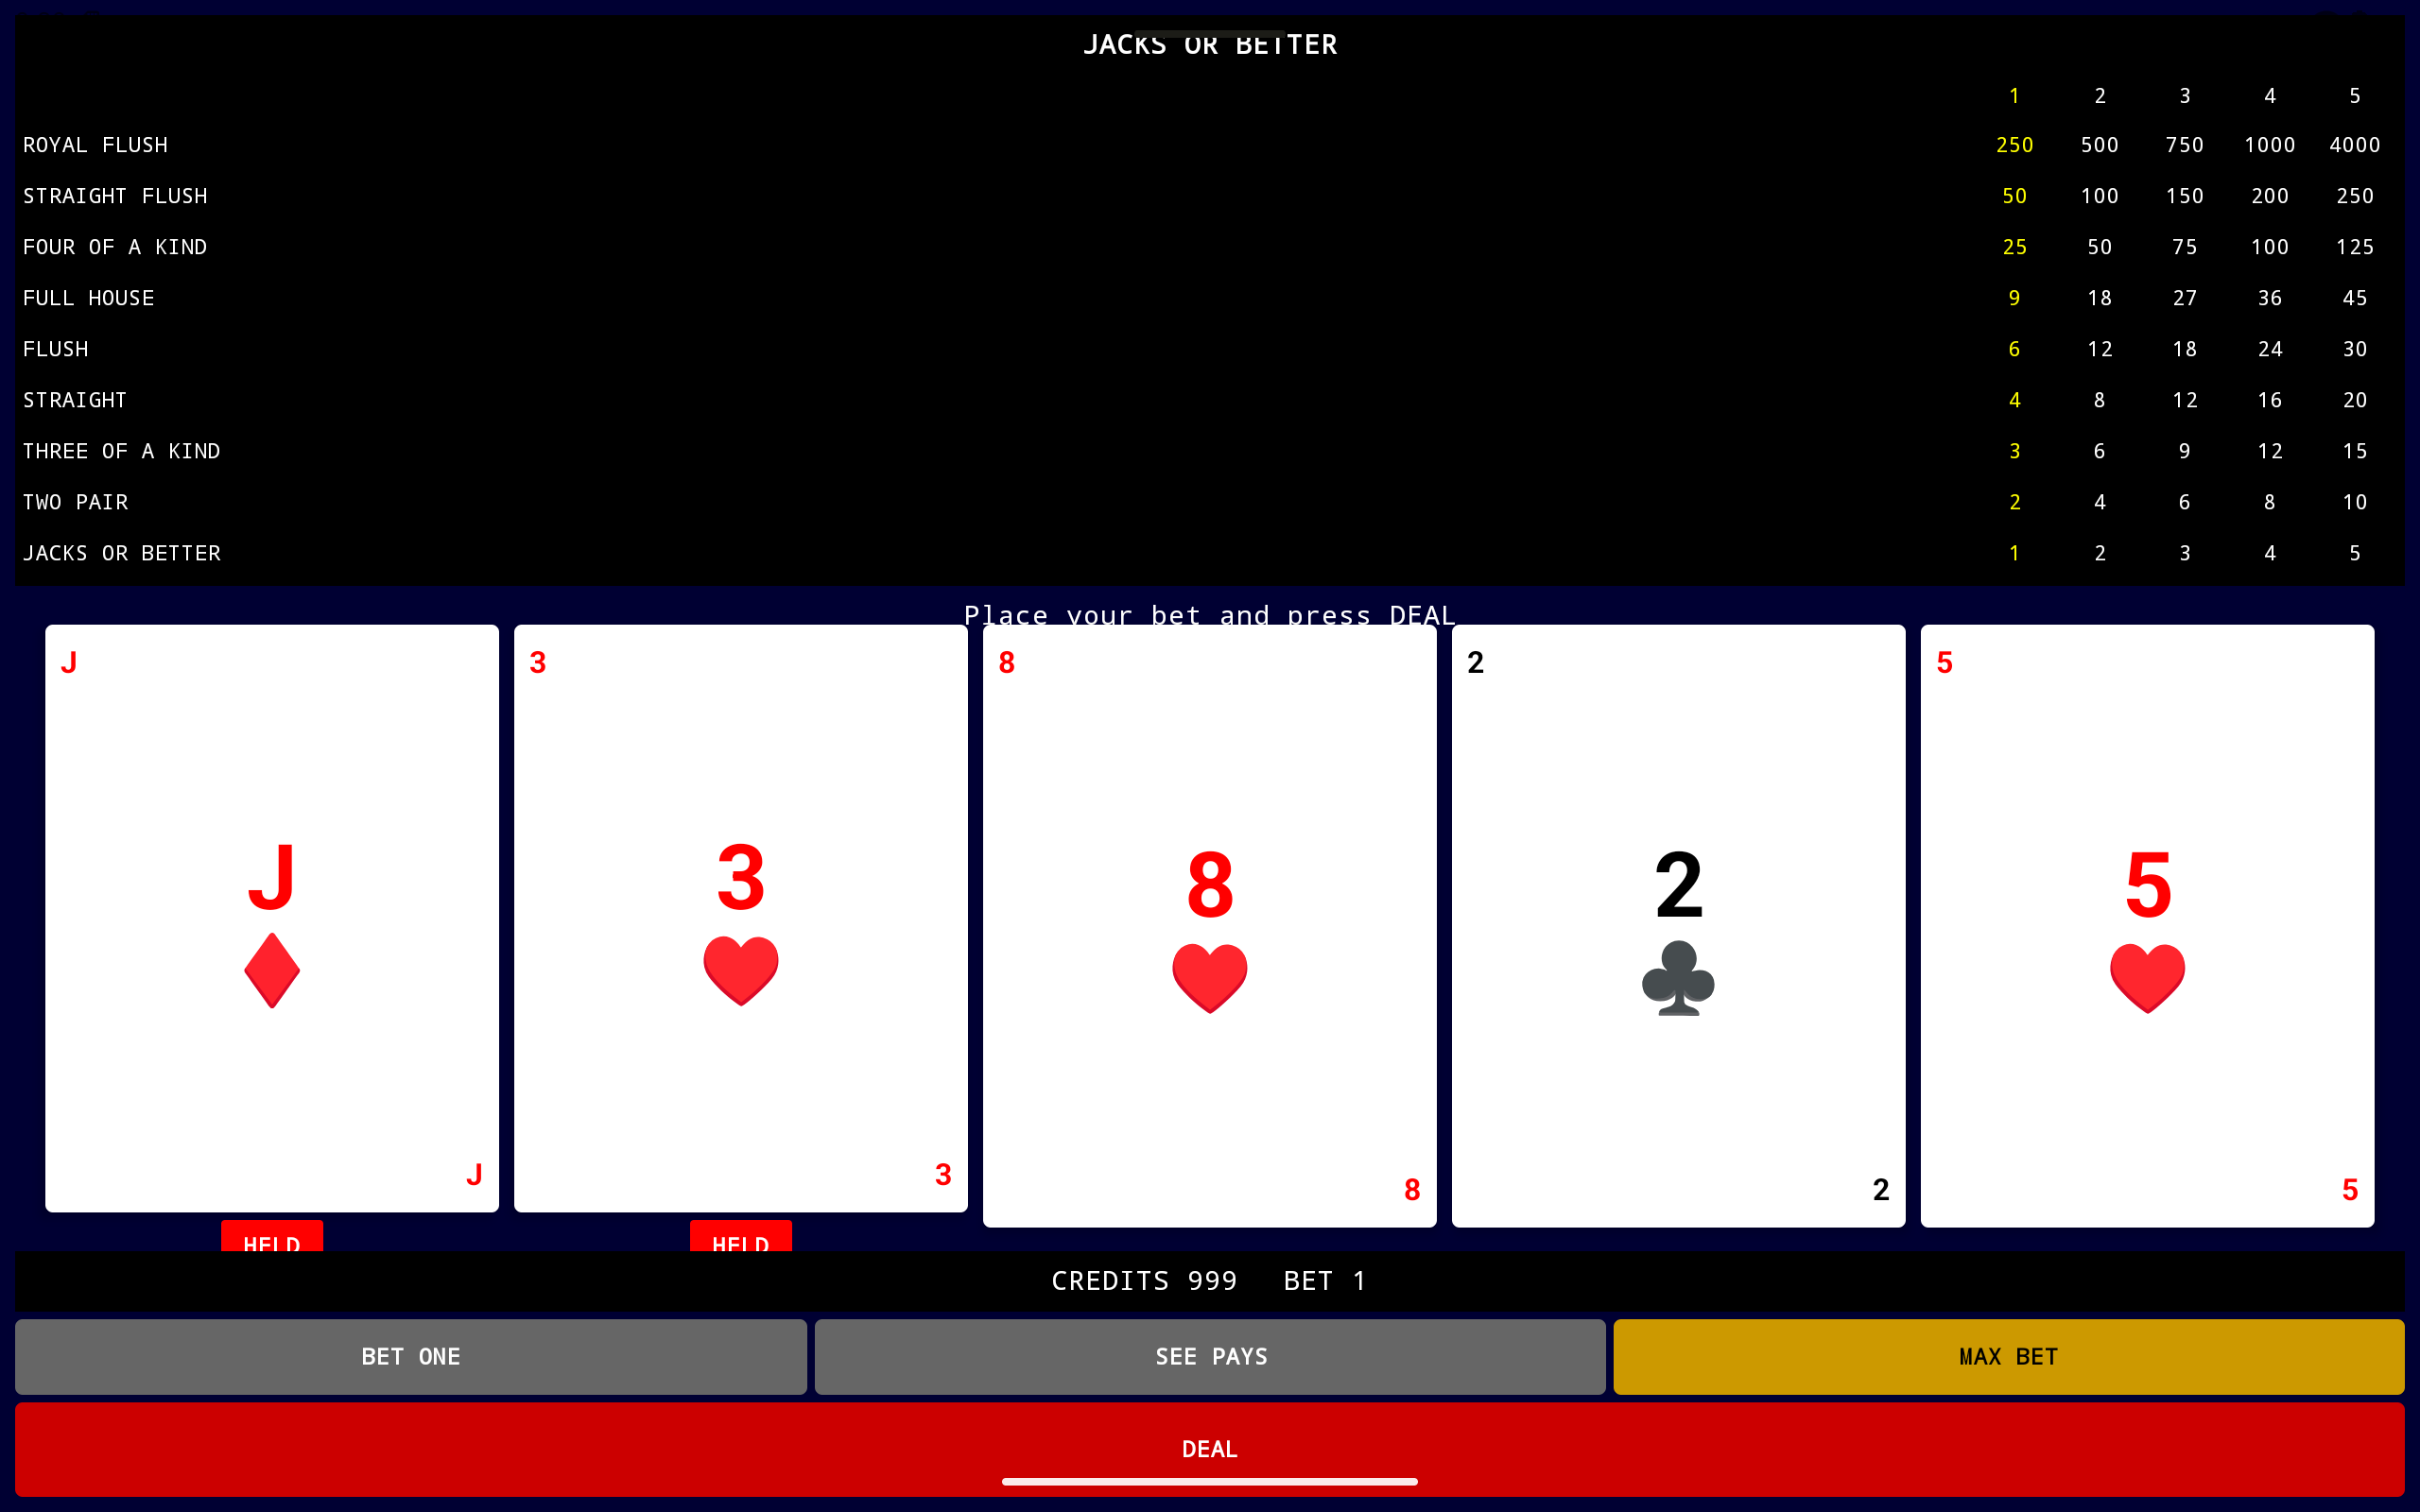 JACKS OR BETTER
1 2 3 4 5
ROYAL FLUSH 250 500 750 1000 4000
STRAIGHT FLUSH 50 100 150 200 250
FOUR OF A KIND 25 50 75 100 125
FULL HOUSE 9 18 27 36 45
FLUSH 6 12 18 24 30
STRAIGHT 4 8 12 16 20
THREE OF A KIND 3 6 9 12 15
TWO PAIR 2 4 6 8 10
JACKS OR BETTER 1 2 3 4 5
Place your bet and press DEAL
J 3 8 2 5
J 3 8 2 5
J 3 8 2 5
HELD HELD
CREDITS 999 BET 1
BET ONE SEE PAYS MAX BET
DEAL